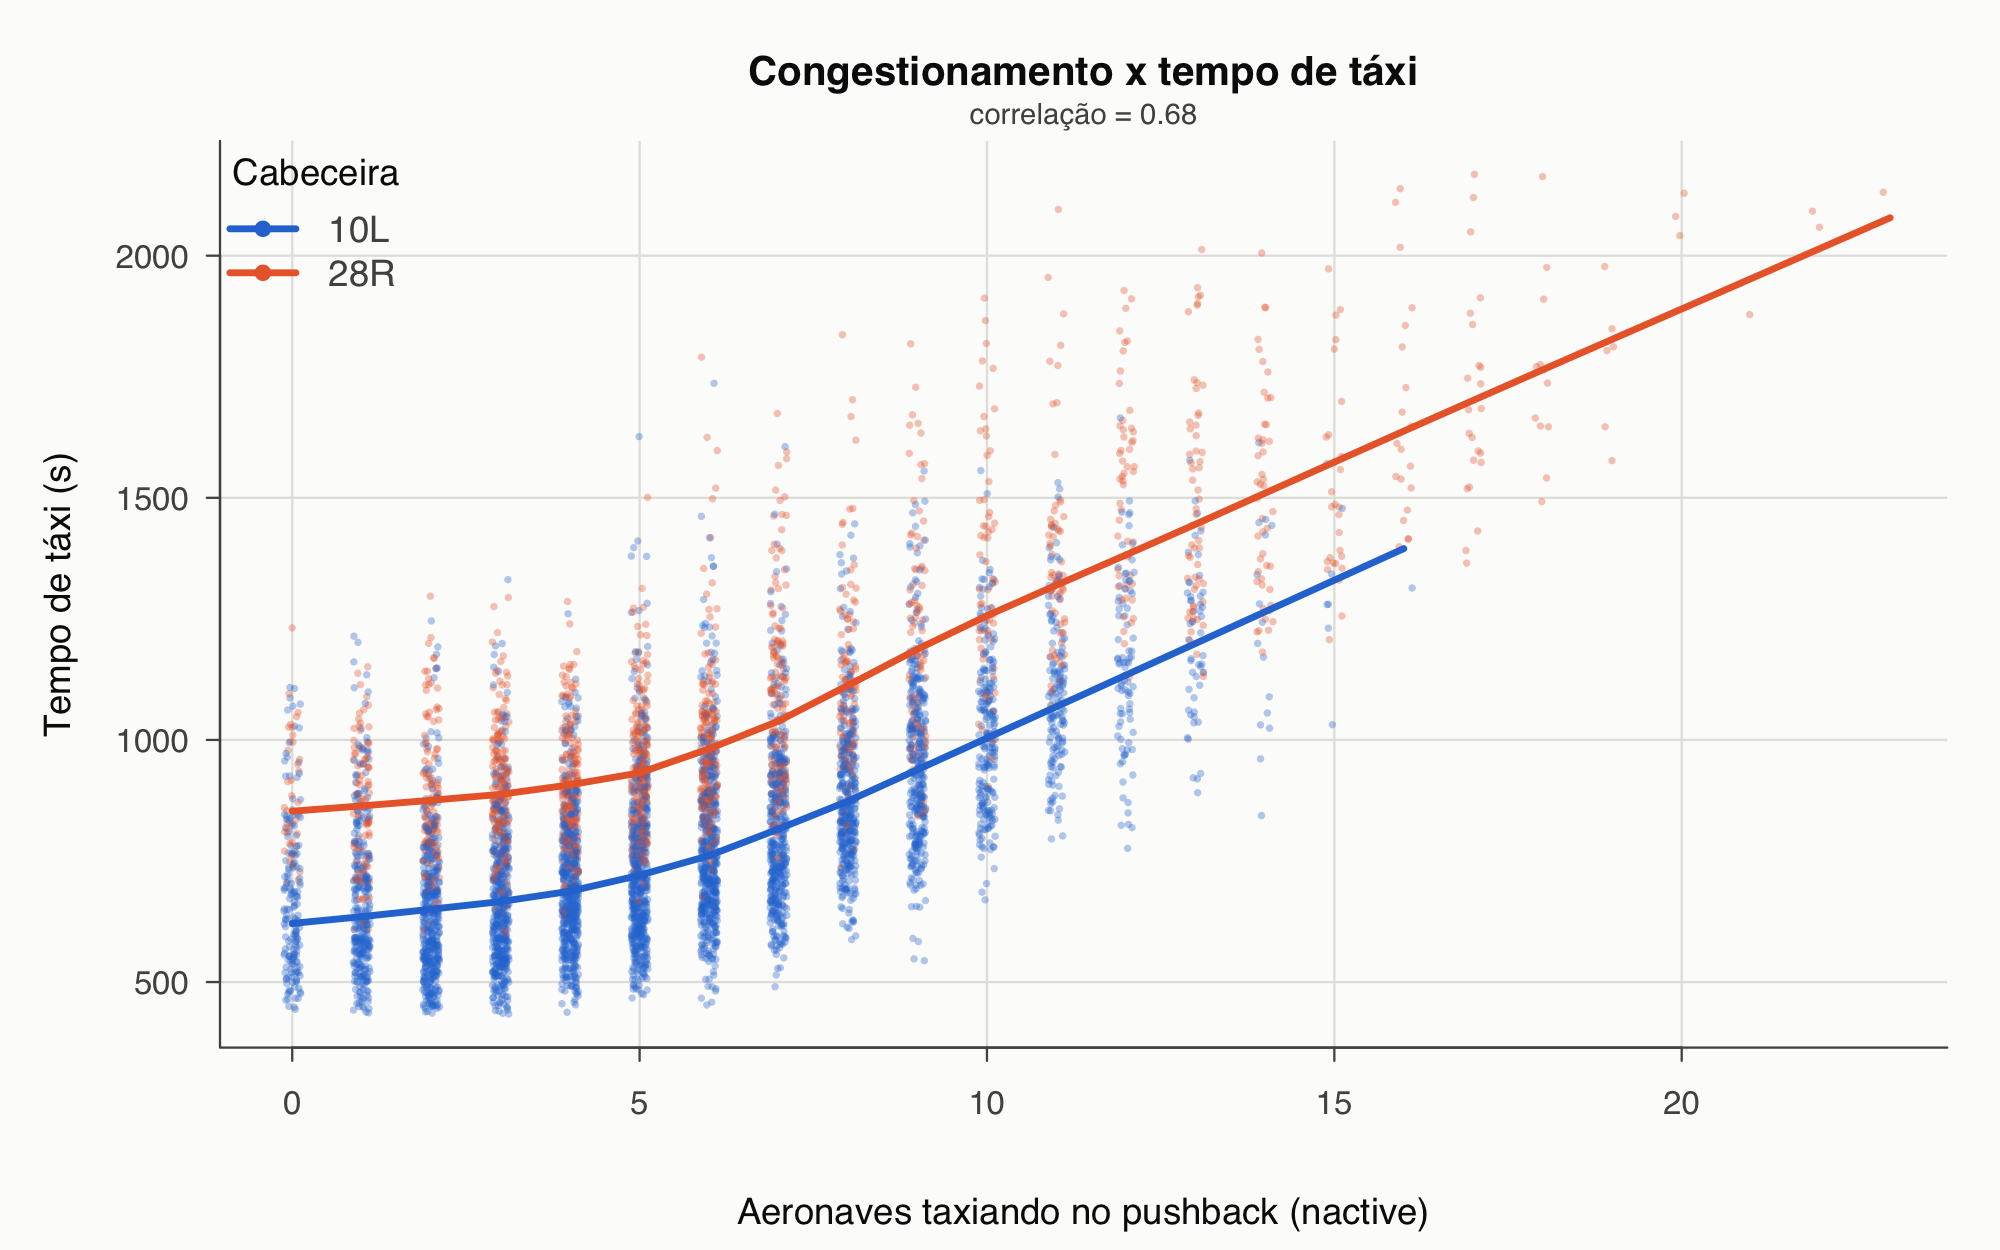 Congestionamento x tempo de táxi
correlação = 0.68
Cabeceira
10L
28R
Tempo de táxi (s)
2000
1500
1000
500
0 5 10 15 20
Aeronaves taxiando no pushback (nactive)